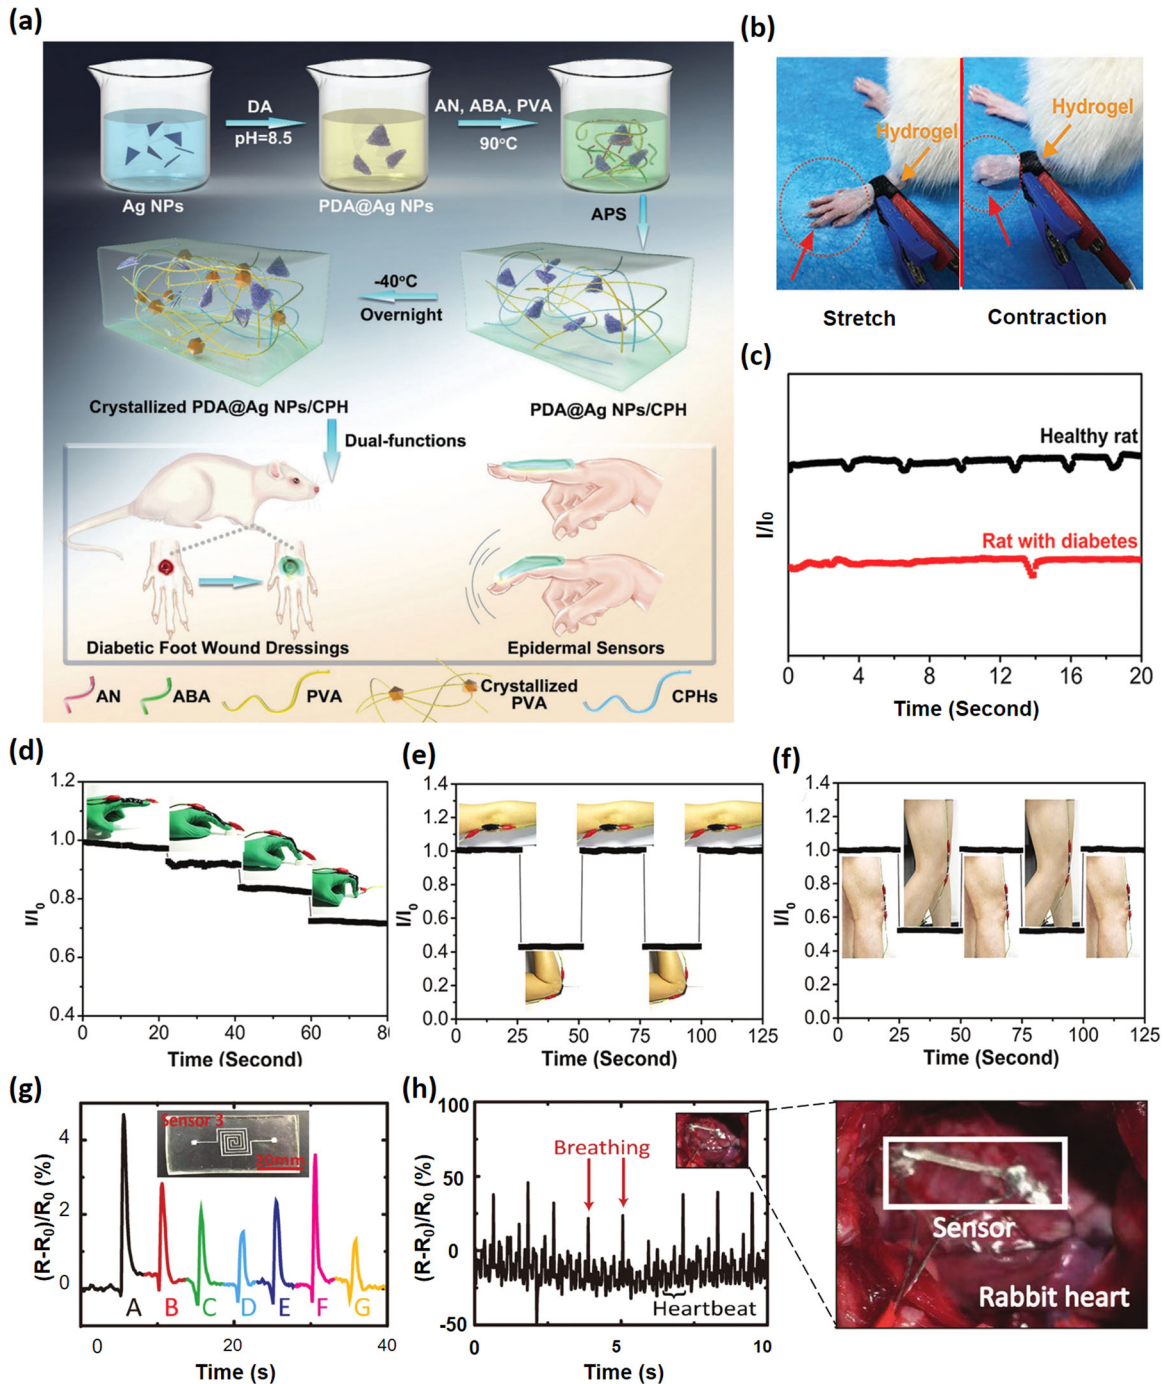 (a)
DA
pH=8.5
AN, ABA, PVA
90°C
Ag NPs
PDA@Ag NPs
APS
-40°C
Overnight
Crystallized PDA@Ag NPs/CPH
PDA@Ag NPs/CPH
Dual-functions
Diabetic Foot Wound Dressings
Epidermal Sensors
AN
ABA
PVA
Crystallized
PVA
CPHs
(b)
Hydrogel
Hydrogel
Stretch
Contraction
(c)
Healthy rat
Rat with diabetes
I/I0
0 4 8 12 16 20
Time (Second)
(d)
1.2
1.0
0.8
0.6
0.4
I/I0
0 20 40 60 80
Time (Second)
(e)
1.4
1.2
1.0
0.8
0.6
0.4
0.2
0.0
I/I0
0 25 50 75 100 125
Time (Second)
(f)
1.4
1.2
1.0
0.8
0.6
0.4
0.2
0.0
I/I0
0 25 50 75 100 125
Time (Second)
(g)
Sensor 3
20mm
4
2
0
(R-R0)/R0 (%)
A B C D E F G
0 20 40
Time (s)
(h)
100
50
0
-50
(R-R0)/R0 (%)
Breathing
Heartbeat
0 5 10
Time (s)
Sensor
Rabbit heart